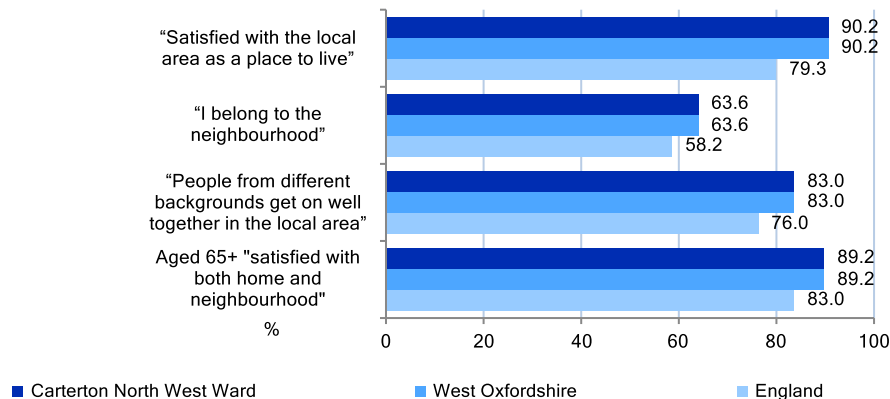 “Satisfied with the local
area as a place to live”
90.2
90.2
79.3
“I belong to the
neighbourhood”
63.6
63.6
58.2
“People from different
backgrounds get on well
together in the local area”
83.0
83.0
76.0
Aged 65+ "satisfied with
both home and
neighbourhood"
89.2
89.2
83.0
%
0 20 40 60 80 100
Carterton North West Ward West Oxfordshire England